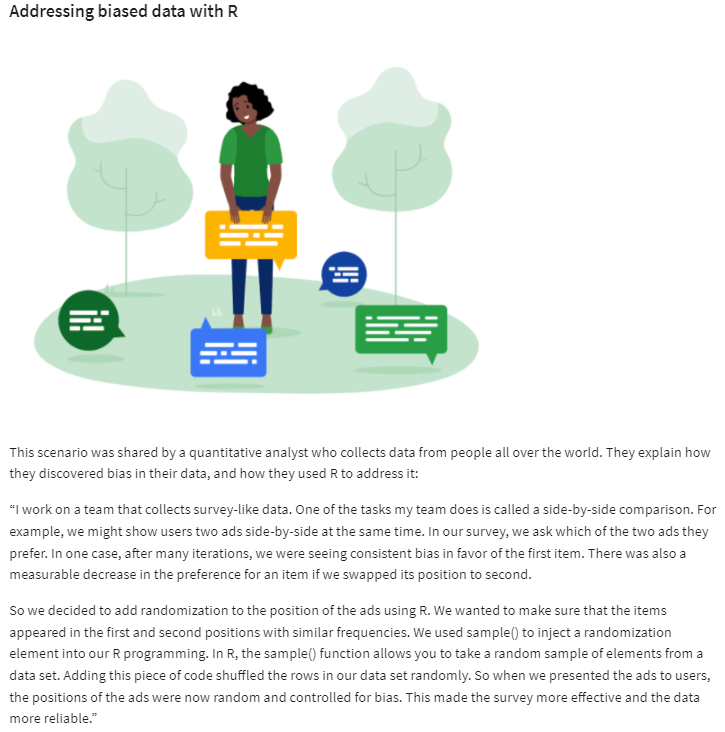 Addressing biased data with R
This scenario was shared by a quantitative analyst who collects data from people all over the world. They explain how
they discovered bias in their data, and how they used R to address it:
“I work on a team that collects survey-like data. One of the tasks my team does is called a side-by-side comparison. For
example, we might show users two ads side-by-side at the same time. In our survey, we ask which of the two ads they
prefer. In one case, after many iterations, we were seeing consistent bias in favor of the first item. There was also a
measurable decrease in the preference for an item if we swapped its position to second.
So we decided to add randomization to the position of the ads using R. We wanted to make sure that the items
appeared in the first and second positions with similar frequencies. We used sample() to inject a randomization
element into our R programming. In R, the sample() function allows you to take a random sample of elements from a
data set. Adding this piece of code shuffled the rows in our data set randomly. So when we presented the ads to users,
the positions of the ads were now random and controlled for bias. This made the survey more effective and the data
more reliable.”